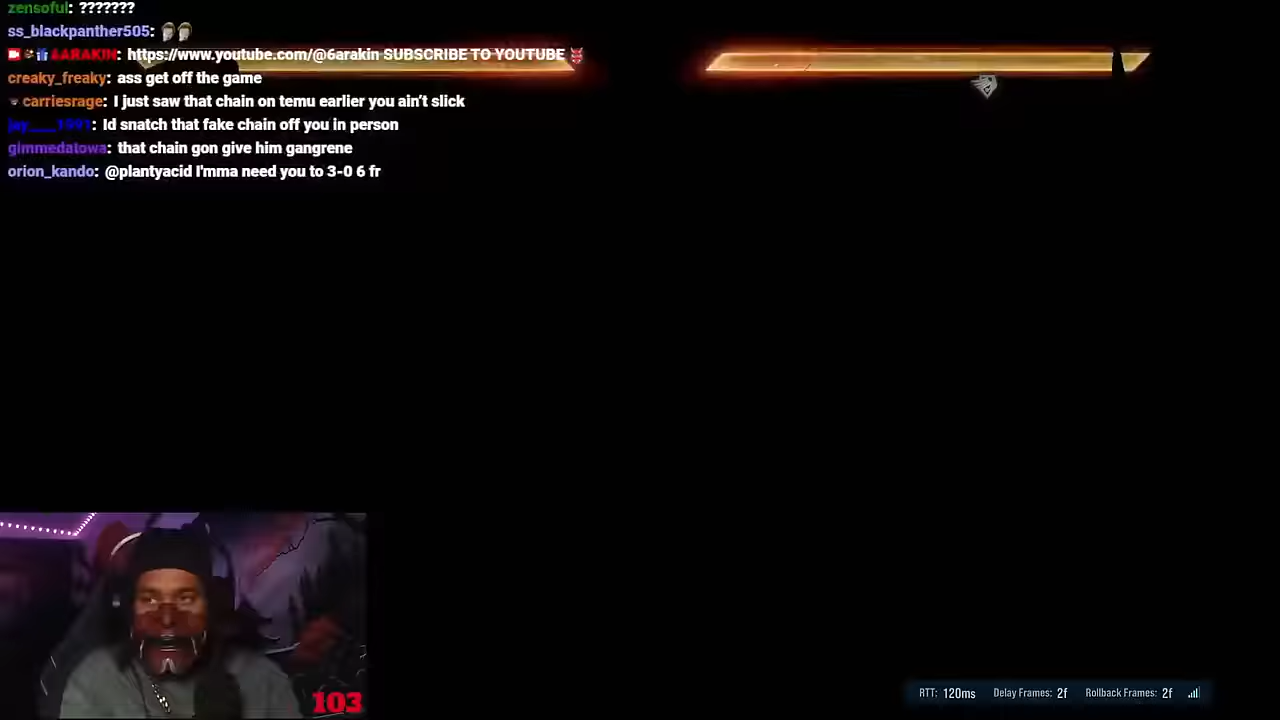 zensoful: ???????
ss_blackpanther505:
6ARAKIN: https://www.youtube.com/@6arakin SUBSCRIBE TO YOUTUBE
creaky_freaky: ass get off the game
carriesrage: I just saw that chain on temu earlier you ain't slick
jay___1991: Id snatch that fake chain off you in person
gimmedatowa: that chain gon give him gangrene
orion_kando: @plantyacid I'mma need you to 3-0 6 fr
103
RTT: 120ms Delay Frames: 2f Rollback Frames: 2f